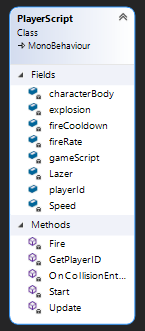 PlayerScript
Class
MonoBehaviour
Fields
characterBody
explosion
fireCooldown
fireRate
gameScript
Lazer
playerId
Speed
Methods
Fire
GetPlayerID
OnCollisionEnt...
Start
Update